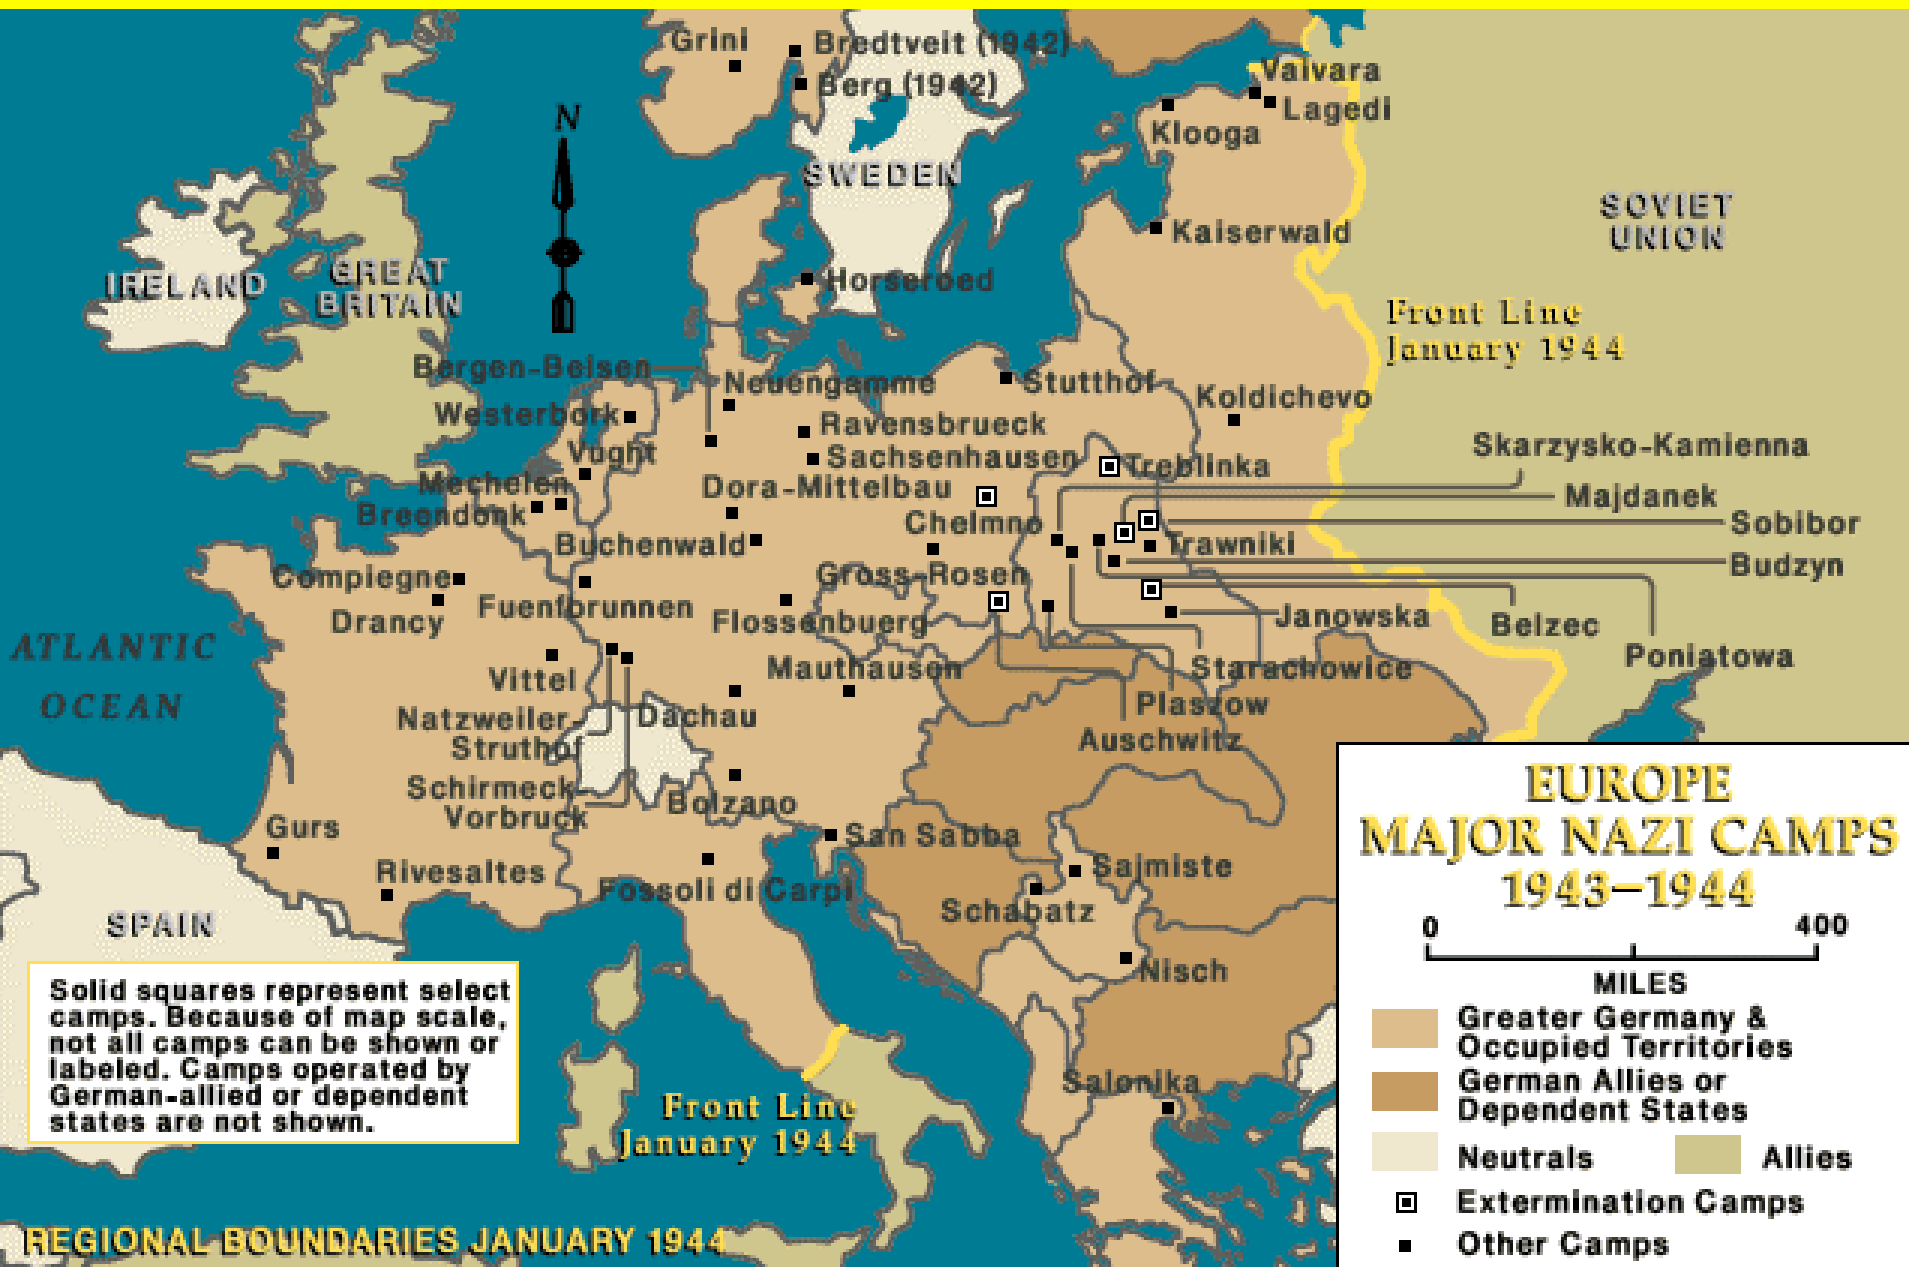 Grini
Bredtveit (1942)
Berg (1942)
Vaivara
Lagedi
Klooga
N
SWEDEN
SOVIET
UNION
Kaiserwald
IRELAND
GREAT
BRITAIN
Horseroed
Front Line
January 1944
Bergen-Belsen
Neuengamme
Stutthof
Koldichevo
Westerbork
Ravensbrueck
Skarzysko-Kamienna
Vught
Sachsenhausen
Treblinka
Mechelen
Dora-Mittelbau
Majdanek
Breendonk
Chelmno
Sobibor
Buchenwald
Trawniki
Budzyn
Compiegne
Gross-Rosen
Fuenfbrunnen
Drancy
Flossenbuerg
Janowska
Belzec
ATLANTIC
OCEAN
Poniatowa
Vittel
Mauthausen
Starachowice
Plaszow
Natzweiler-
Struthof
Dachau
Auschwitz
Schirmeck-
Vorbruck
Bolzano
Gurs
San Sabba
Rivesaltes
Fossoli di Carpi
Sajmiste
Schabatz
SPAIN
Nisch
Salonika
Solid squares represent select
camps. Because of map scale,
not all camps can be shown or
labeled. Camps operated by
German-allied or dependent
states are not shown.
Front Line
January 1944
REGIONAL BOUNDARIES JANUARY 1944
EUROPE
MAJOR NAZI CAMPS
1943–1944
0 400
MILES
Greater Germany &
Occupied Territories
German Allies or
Dependent States
Neutrals Allies
Extermination Camps
Other Camps